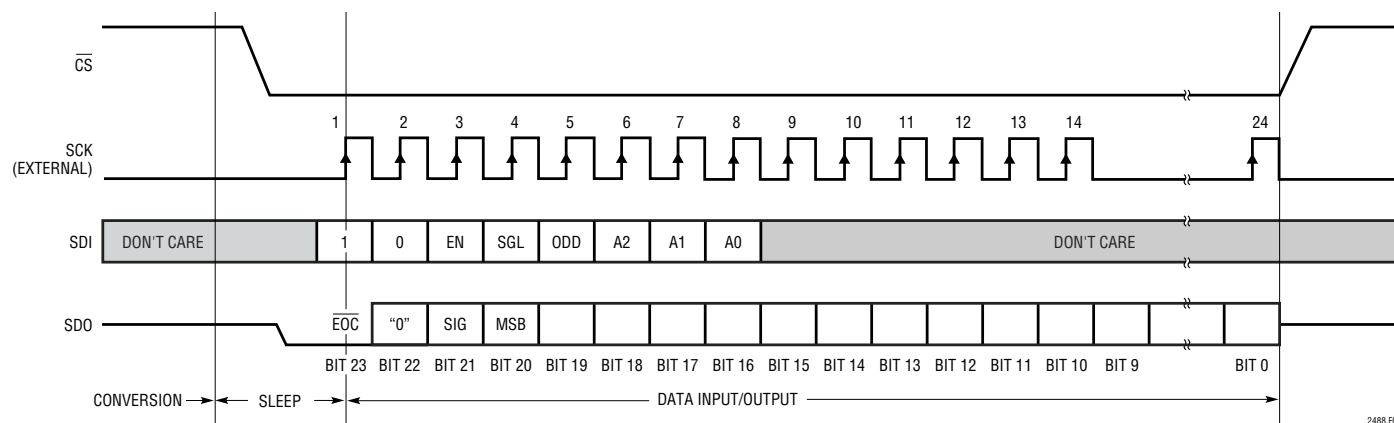 CS
1 2 3 4 5 6 7 8 9 10 11 12 13 14 24
SCK
(EXTERNAL)
SDI DON'T CARE 1 0 EN SGL ODD A2 A1 A0 DON'T CARE
SDO EOC "0" SIG MSB
BIT 23 BIT 22 BIT 21 BIT 20 BIT 19 BIT 18 BIT 17 BIT 16 BIT 15 BIT 14 BIT 13 BIT 12 BIT 11 BIT 10 BIT 9 BIT 0
CONVERSION SLEEP DATA INPUT/OUTPUT
2488